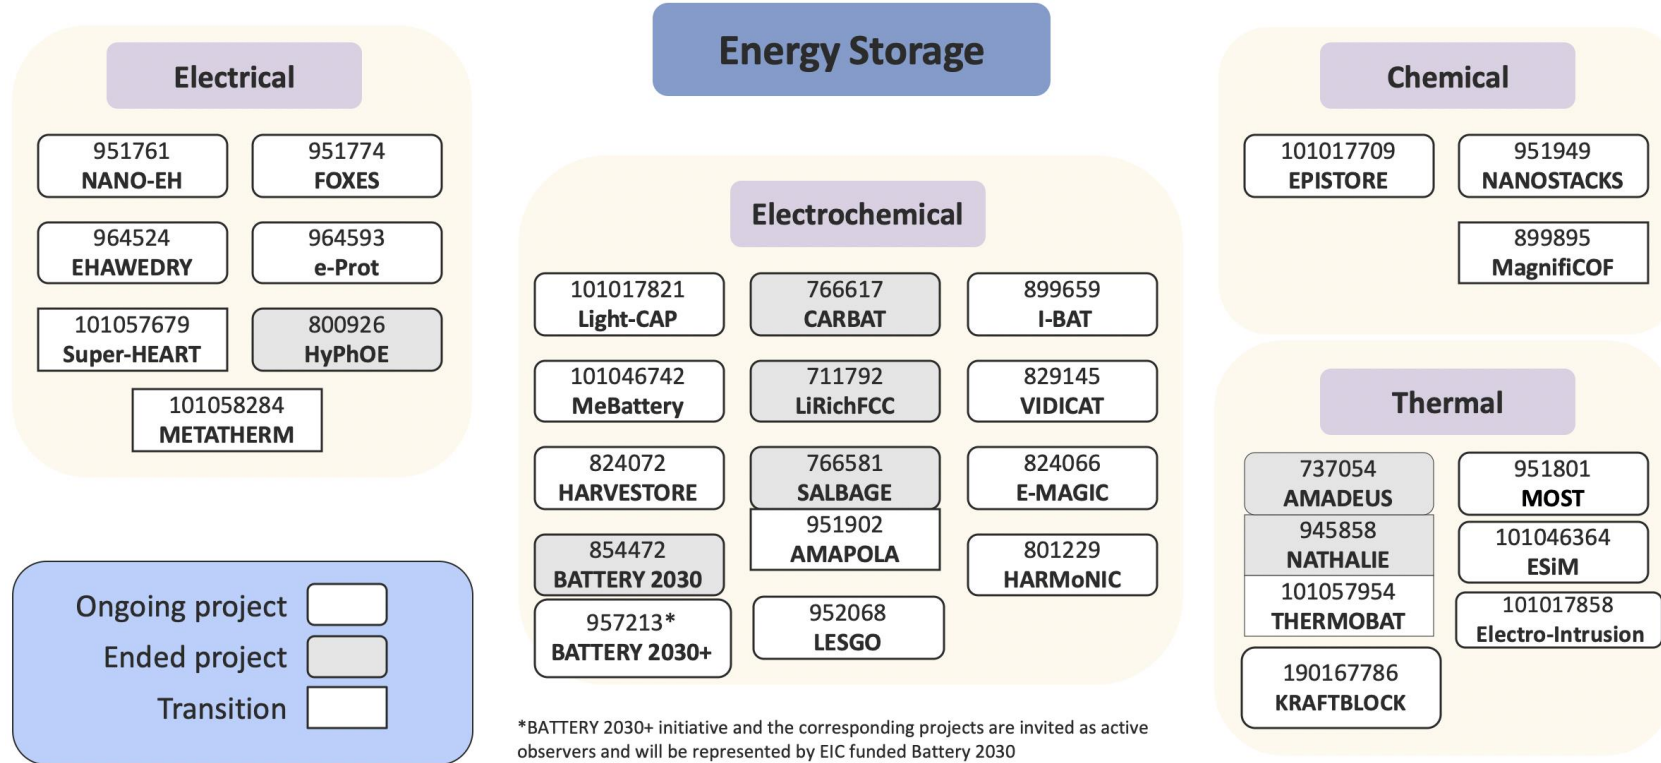 Energy Storage
Electrical
951761
NANO-EH
951774
FOXES
964524
EHAWEDRY
964593
e-Prot
101057679
Super-HEART
800926
HyPhOE
101058284
METATHERM
Ongoing project
Ended project
Transition
Electrochemical
101017821
Light-CAP
766617
CARBAT
899659
I-BAT
101046742
MeBattery
711792
LiRichFCC
829145
VIDICAT
824072
HARVESTORE
766581
SALBAGE
824066
E-MAGIC
951902
AMAPOLA
854472
BATTERY 2030
801229
HARMoNIC
957213*
BATTERY 2030+
952068
LESGO
*BATTERY 2030+ initiative and the corresponding projects are invited as active
observers and will be represented by EIC funded Battery 2030
Chemical
101017709
EPISTORE
951949
NANOSTACKS
899895
MagnifiCOF
Thermal
737054
AMADEUS
951801
MOST
945858
NATHALIE
101046364
ESiM
101057954
THERMOBAT
101017858
Electro-Intrusion
190167786
KRAFTBLOCK